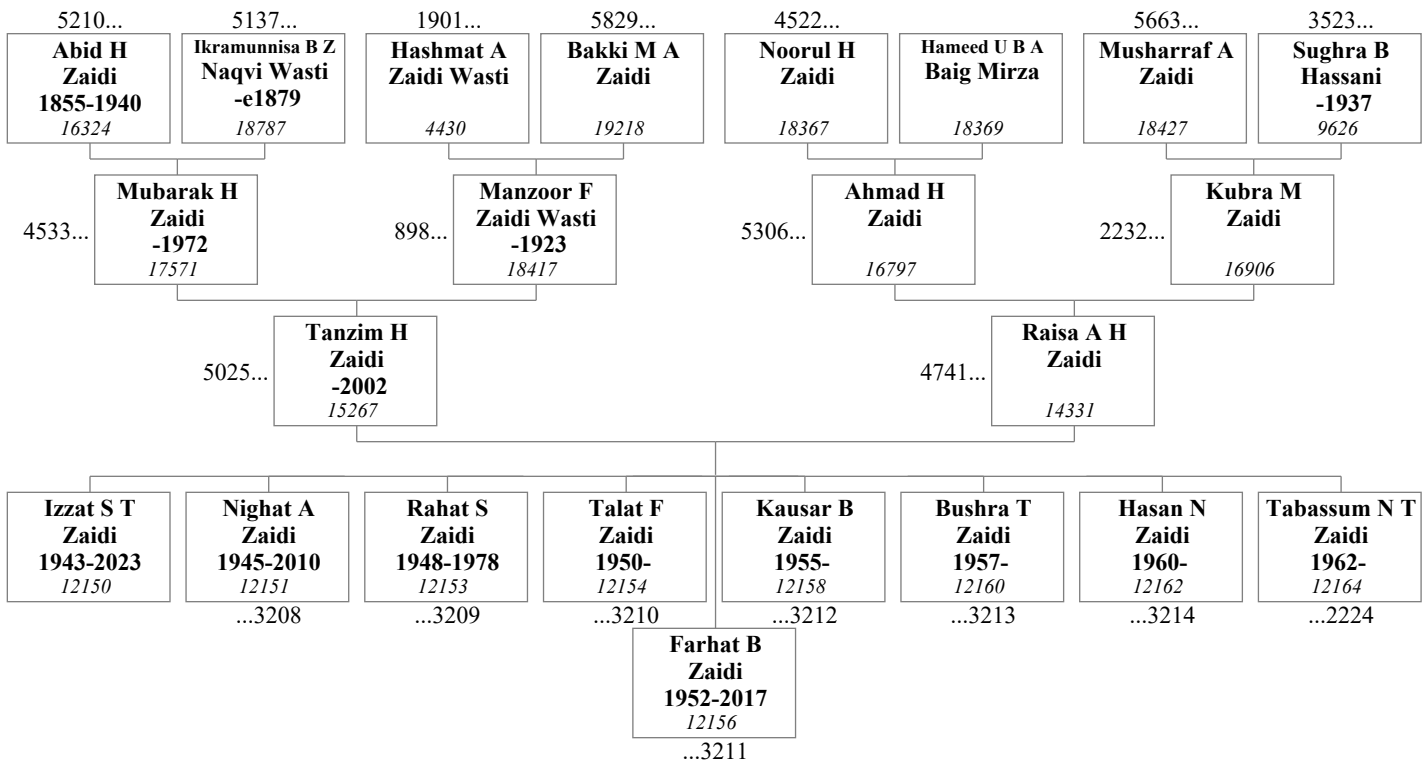 5210...
5137...
1901...
5829...
4522...
5663...
3523...
Abid H
Zaidi
1855-1940
16324
Ikramunnisa B Z
Naqvi Wasti
-e1879
18787
Hashmat A
Zaidi Wasti
4430
Bakki M A
Zaidi
19218
Noorul H
Zaidi
18367
Hameed U B A
Baig Mirza
18369
Musharraf A
Zaidi
18427
Sughra B
Hassani
-1937
9626
4533...
Mubarak H
Zaidi
-1972
17571
898...
Manzoor F
Zaidi Wasti
-1923
18417
5306...
Ahmad H
Zaidi
16797
2232...
Kubra M
Zaidi
16906
5025...
Tanzim H
Zaidi
-2002
15267
4741...
Raisa A H
Zaidi
14331
Izzat S T
Zaidi
1943-2023
12150
Nighat A
Zaidi
1945-2010
12151
...3208
Rahat S
Zaidi
1948-1978
12153
...3209
Talat F
Zaidi
1950-
12154
...3210
Kausar B
Zaidi
1955-
12158
...3212
Bushra T
Zaidi
1957-
12160
...3213
Hasan N
Zaidi
1960-
12162
...3214
Tabassum N T
Zaidi
1962-
12164
...2224
Farhat B
Zaidi
1952-2017
12156
...3211